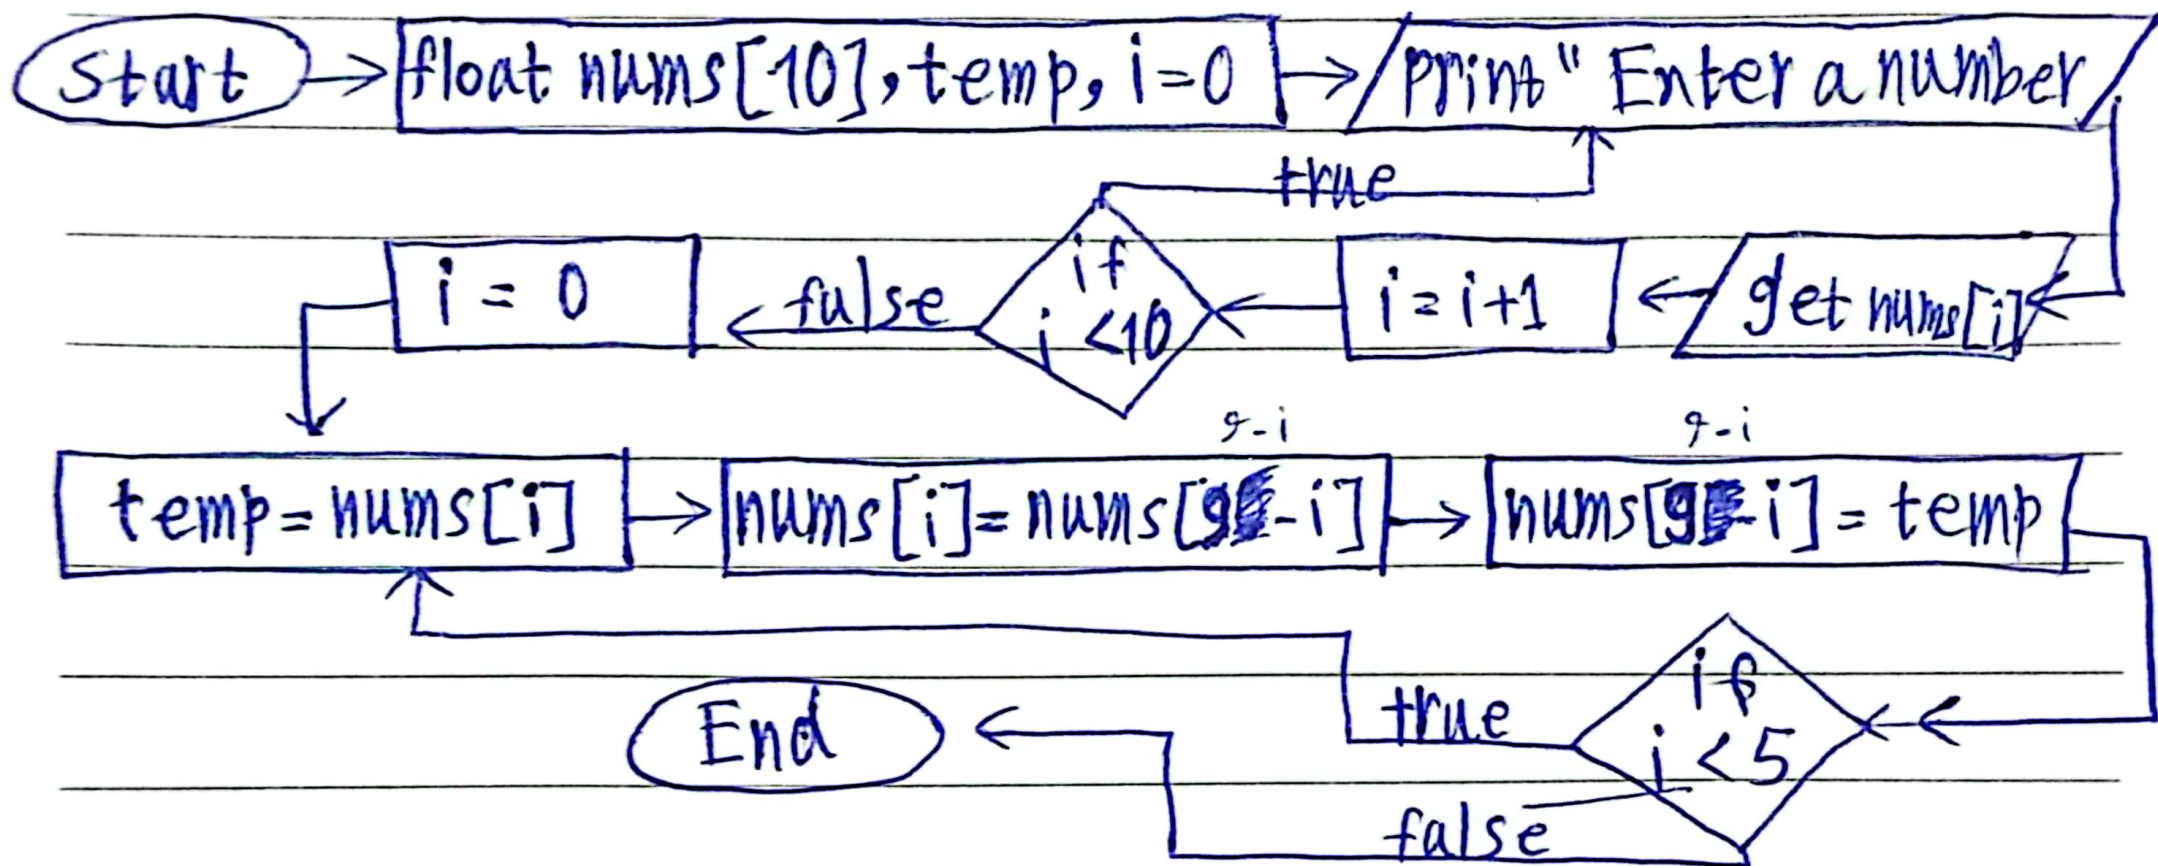 Start float nums[10], temp, i=0 print " Enter a number
true
i = 0 false if i <10 i = i+1 get nums[i]
9-i 9-i
temp = nums[i] nums[i] = nums[9-i] nums[9-i] = temp
End true if i < 5
false